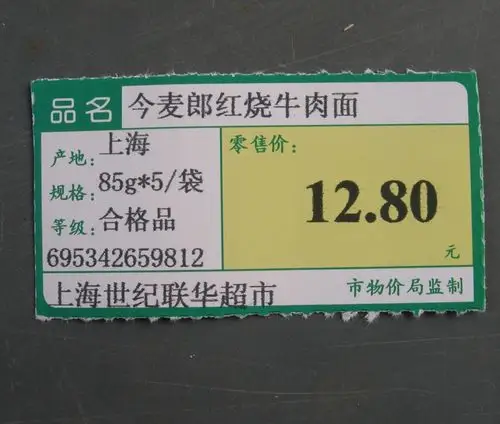 品名 今麦郎红烧牛肉面
产地: 上海
零售价:
规格: 85g*5/袋
12.80
等级: 合格品
元
695342659812
上海世纪联华超市 市物价局监制